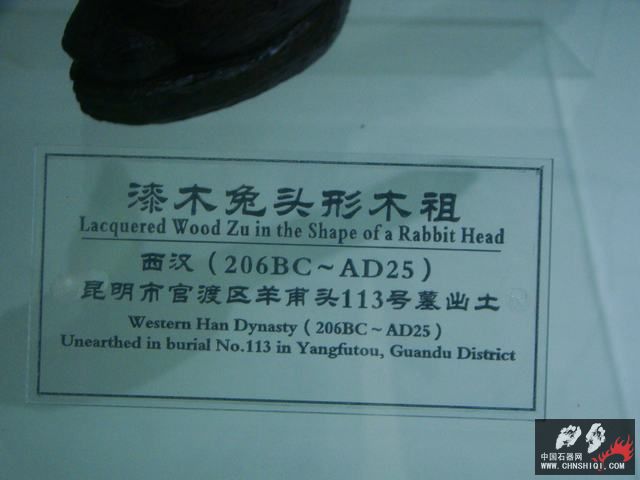 漆木兔头形木祖
Lacquered Wood Zu in the Shape of a Rabbit Head
西汉（206BC～AD25）
昆明市官渡区羊甫头113号墓出土
Western Han Dynasty（206BC～AD25）
Unearthed in burial No.113 in Yangfutou, Guandu District
中国石器网
WWW.CHNSHIQI.COM